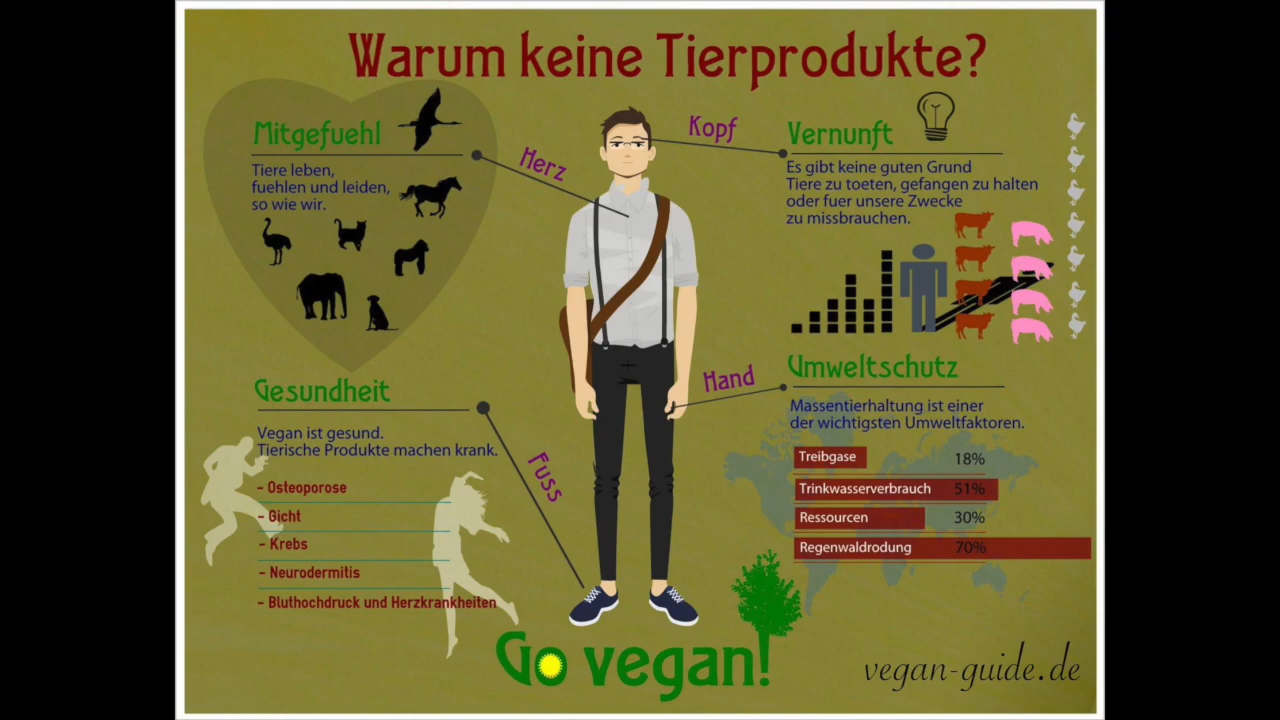 Warum keine Tierprodukte?
Mitgefuehl
Tiere leben,
fuehlen und leiden,
so wie wir.
Herz
Kopf
Vernunft
Es gibt keine guten Grund
Tiere zu toeten, gefangen zu halten
oder fuer unsere Zwecke
zu missbrauchen.
Gesundheit
Vegan ist gesund.
Tierische Produkte machen krank.
- Osteoporose
- Gicht
- Krebs
- Neurodermitis
- Bluthochdruck und Herzkrankheiten
Fuss
Hand
Umweltschutz
Massentierhaltung ist einer
der wichtigsten Umweltfaktoren.
Treibgase 18%
Trinkwasserverbrauch 51%
Ressourcen 30%
Regenwaldrodung 70%
Go vegan!
vegan-guide.de